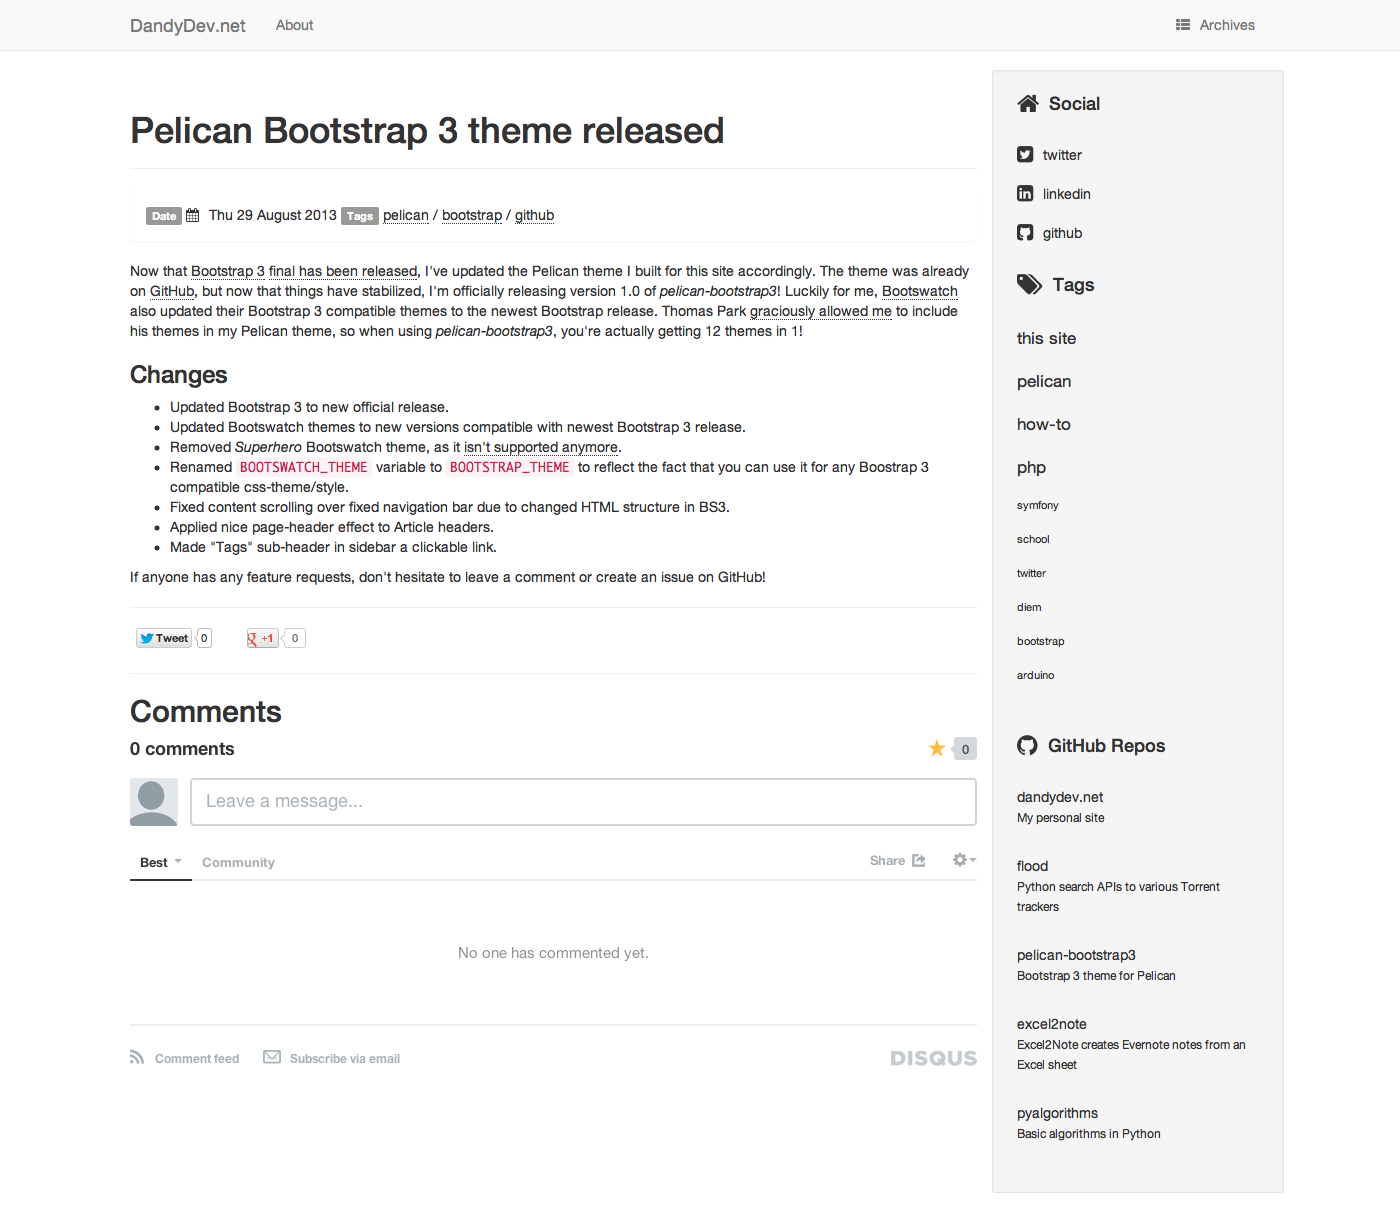 DandyDev.net About Archives
Pelican Bootstrap 3 theme released
Date Thu 29 August 2013 Tags pelican / bootstrap / github
Now that Bootstrap 3 final has been released, I've updated the Pelican theme I built for this site accordingly. The theme was already
on GitHub, but now that things have stabilized, I'm officially releasing version 1.0 of pelican-bootstrap3! Luckily for me, Bootswatch
also updated their Bootstrap 3 compatible themes to the newest Bootstrap release. Thomas Park graciously allowed me to include
his themes in my Pelican theme, so when using pelican-bootstrap3, you're actually getting 12 themes in 1!
Changes
• Updated Bootstrap 3 to new official release.
• Updated Bootswatch themes to new versions compatible with newest Bootstrap 3 release.
• Removed Superhero Bootswatch theme, as it isn't supported anymore.
• Renamed BOOTSWATCH_THEME variable to BOOTSTRAP_THEME to reflect the fact that you can use it for any Boostrap 3
compatible css-theme/style.
• Fixed content scrolling over fixed navigation bar due to changed HTML structure in BS3.
• Applied nice page-header effect to Article headers.
• Made "Tags" sub-header in sidebar a clickable link.
If anyone has any feature requests, don't hesitate to leave a comment or create an issue on GitHub!
Tweet 0 g +1 0
Comments
0 comments 0
Leave a message...
Best Community Share
No one has commented yet.
Comment feed Subscribe via email DISQUS
Social
twitter
linkedin
github
Tags
this site
pelican
how-to
php
symfony
school
twitter
diem
bootstrap
arduino
GitHub Repos
dandydev.net
My personal site
flood
Python search APIs to various Torrent
trackers
pelican-bootstrap3
Bootstrap 3 theme for Pelican
excel2note
Excel2Note creates Evernote notes from an
Excel sheet
pyalgorithms
Basic algorithms in Python